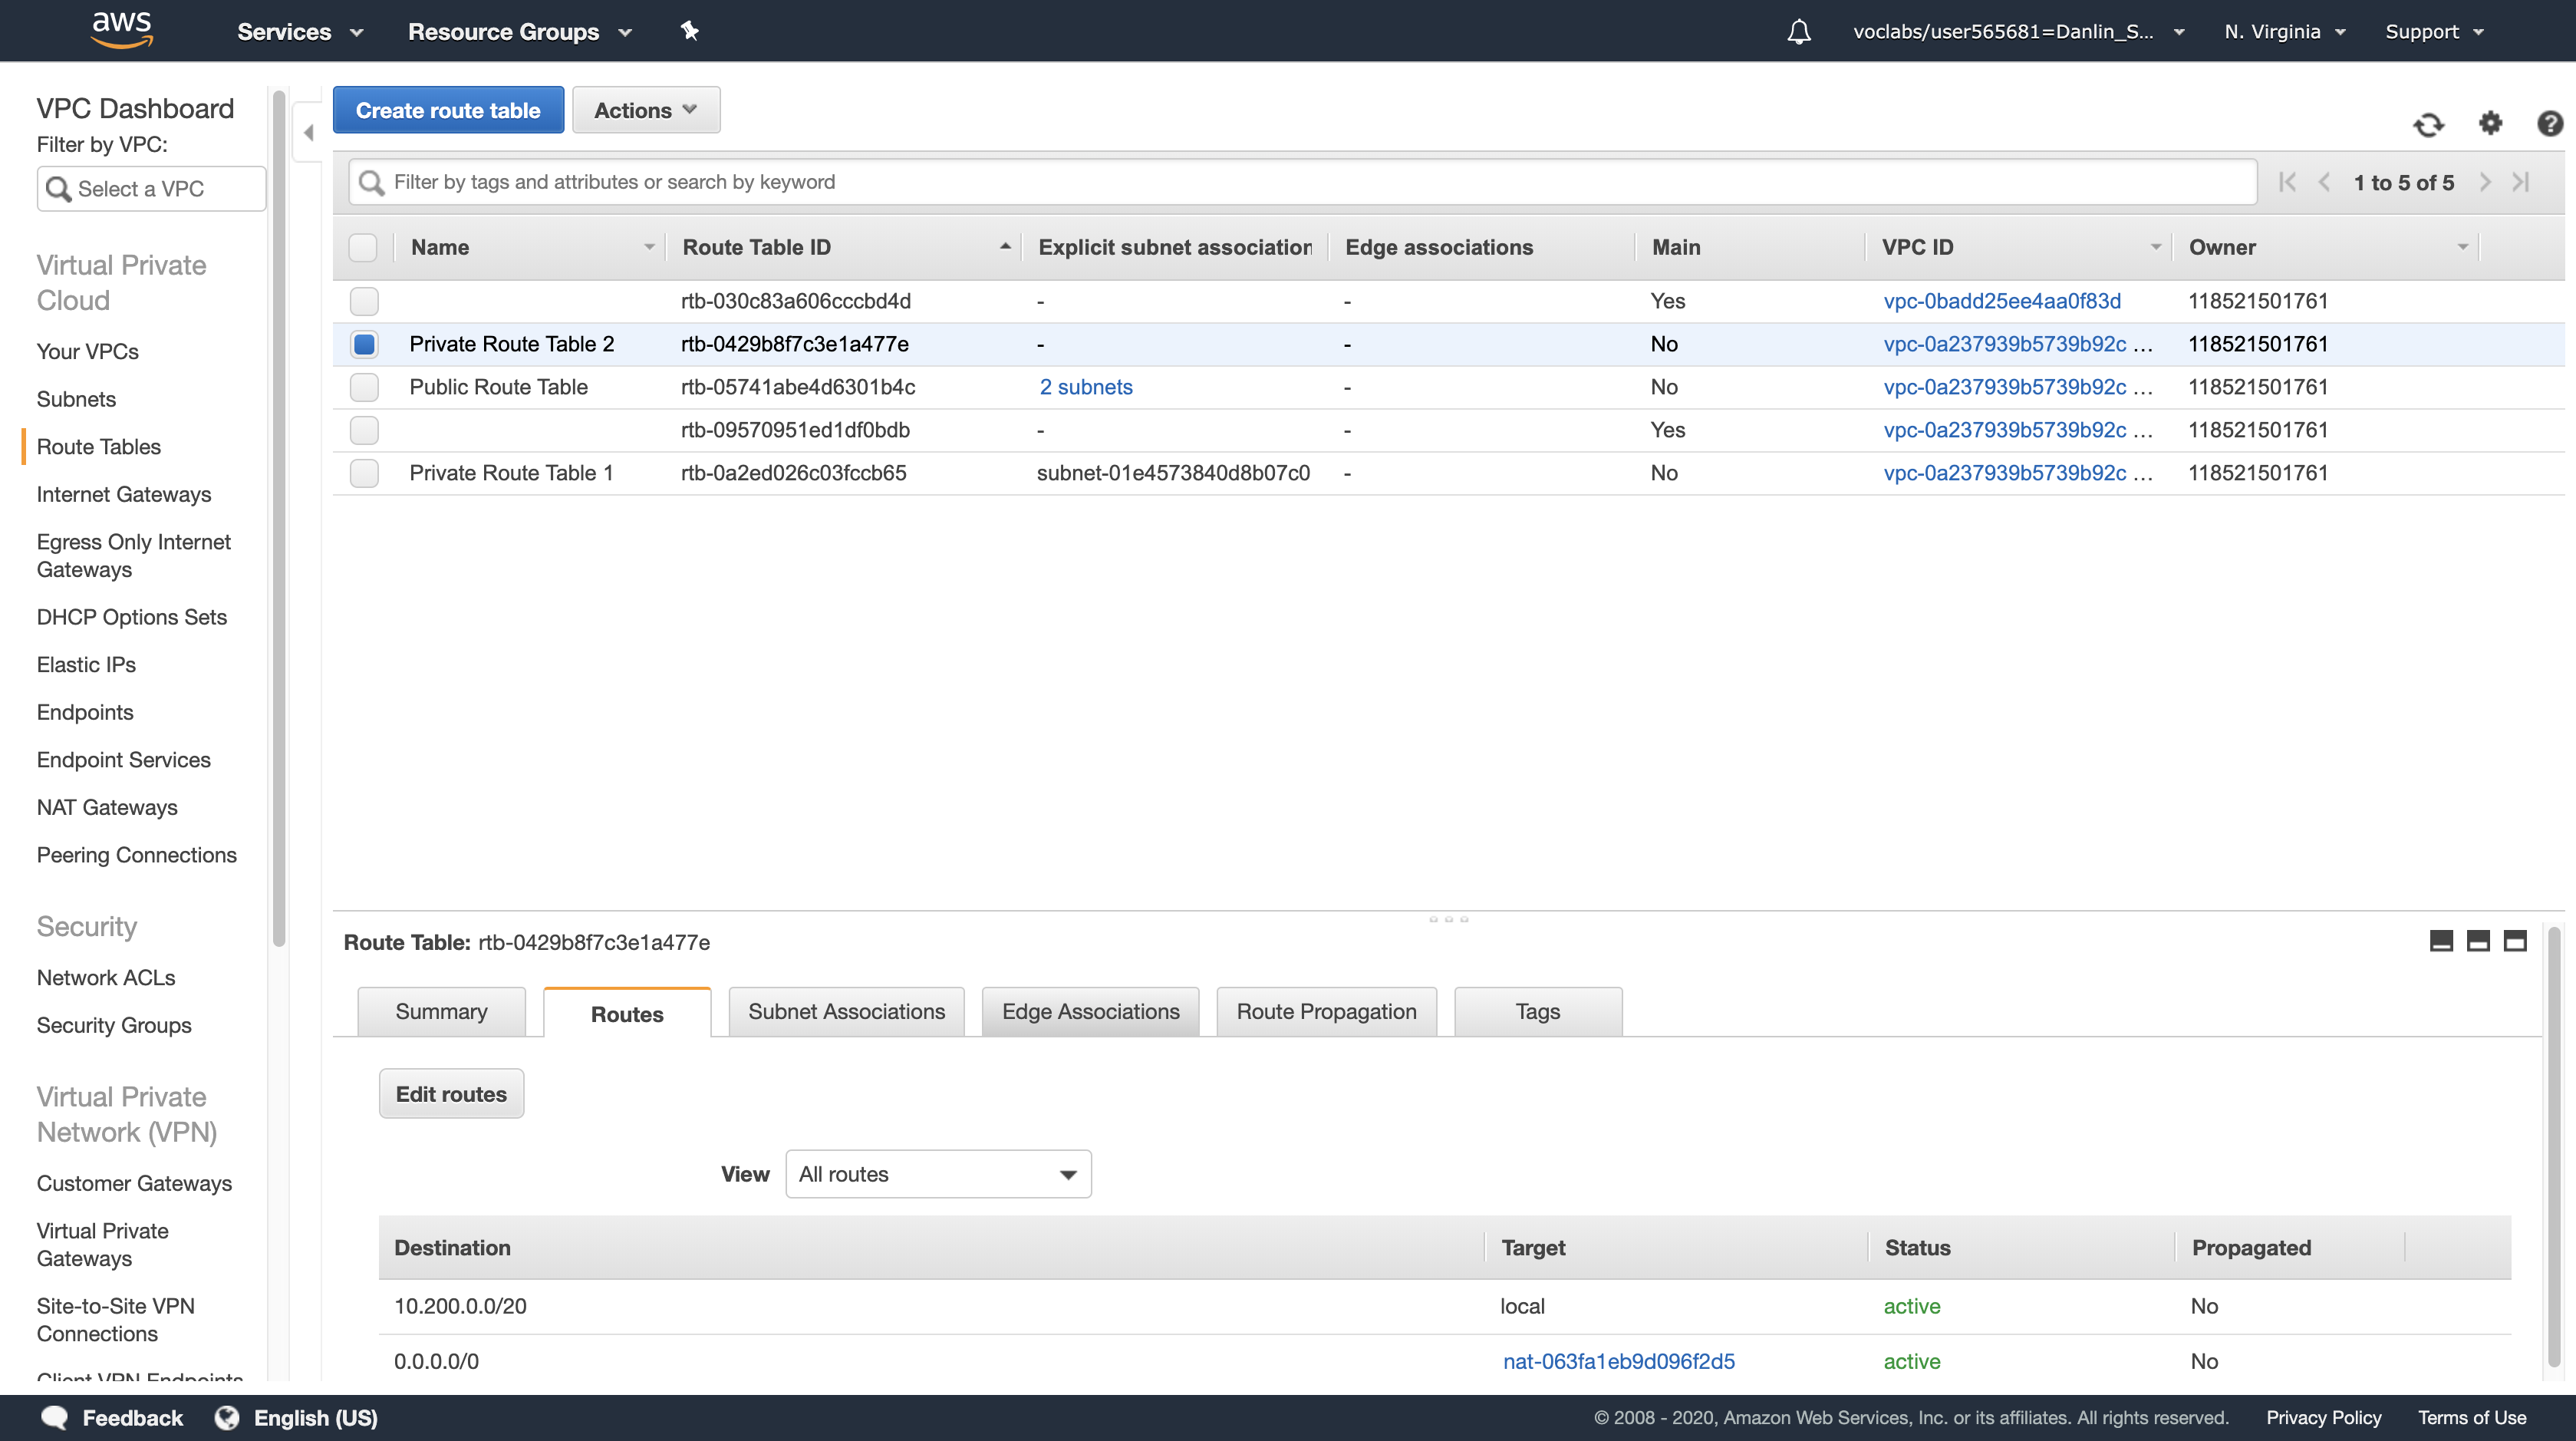 aws
Services
Resource Groups
voclabs/user565681=Danlin_S...
N. Virginia
Support
VPC Dashboard
Filter by VPC:
Select a VPC
Virtual Private
Cloud
Your VPCs
Subnets
Route Tables
Internet Gateways
Egress Only Internet
Gateways
DHCP Options Sets
Elastic IPs
Endpoints
Endpoint Services
NAT Gateways
Peering Connections
Security
Network ACLs
Security Groups
Virtual Private
Network (VPN)
Customer Gateways
Virtual Private
Gateways
Site-to-Site VPN
Connections
Client VPN Endpoints
Create route table
Actions
Filter by tags and attributes or search by keyword
1 to 5 of 5
Name Route Table ID Explicit subnet association Edge associations Main VPC ID Owner
rtb-030c83a606cccbd4d - - Yes vpc-0badd25ee4aa0f83d 118521501761
Private Route Table 2 rtb-0429b8f7c3e1a477e - - No vpc-0a237939b5739b92c ... 118521501761
Public Route Table rtb-05741abe4d6301b4c 2 subnets - No vpc-0a237939b5739b92c ... 118521501761
rtb-09570951ed1df0bdb - - Yes vpc-0a237939b5739b92c ... 118521501761
Private Route Table 1 rtb-0a2ed026c03fccb65 subnet-01e4573840d8b07c0 - No vpc-0a237939b5739b92c ... 118521501761
Route Table: rtb-0429b8f7c3e1a477e
Summary
Routes
Subnet Associations
Edge Associations
Route Propagation
Tags
Edit routes
View All routes
Destination Target Status Propagated
10.200.0.0/20 local active No
0.0.0.0/0 nat-063fa1eb9d096f2d5 active No
Feedback
English (US)
© 2008 - 2020, Amazon Web Services, Inc. or its affiliates. All rights reserved.
Privacy Policy
Terms of Use